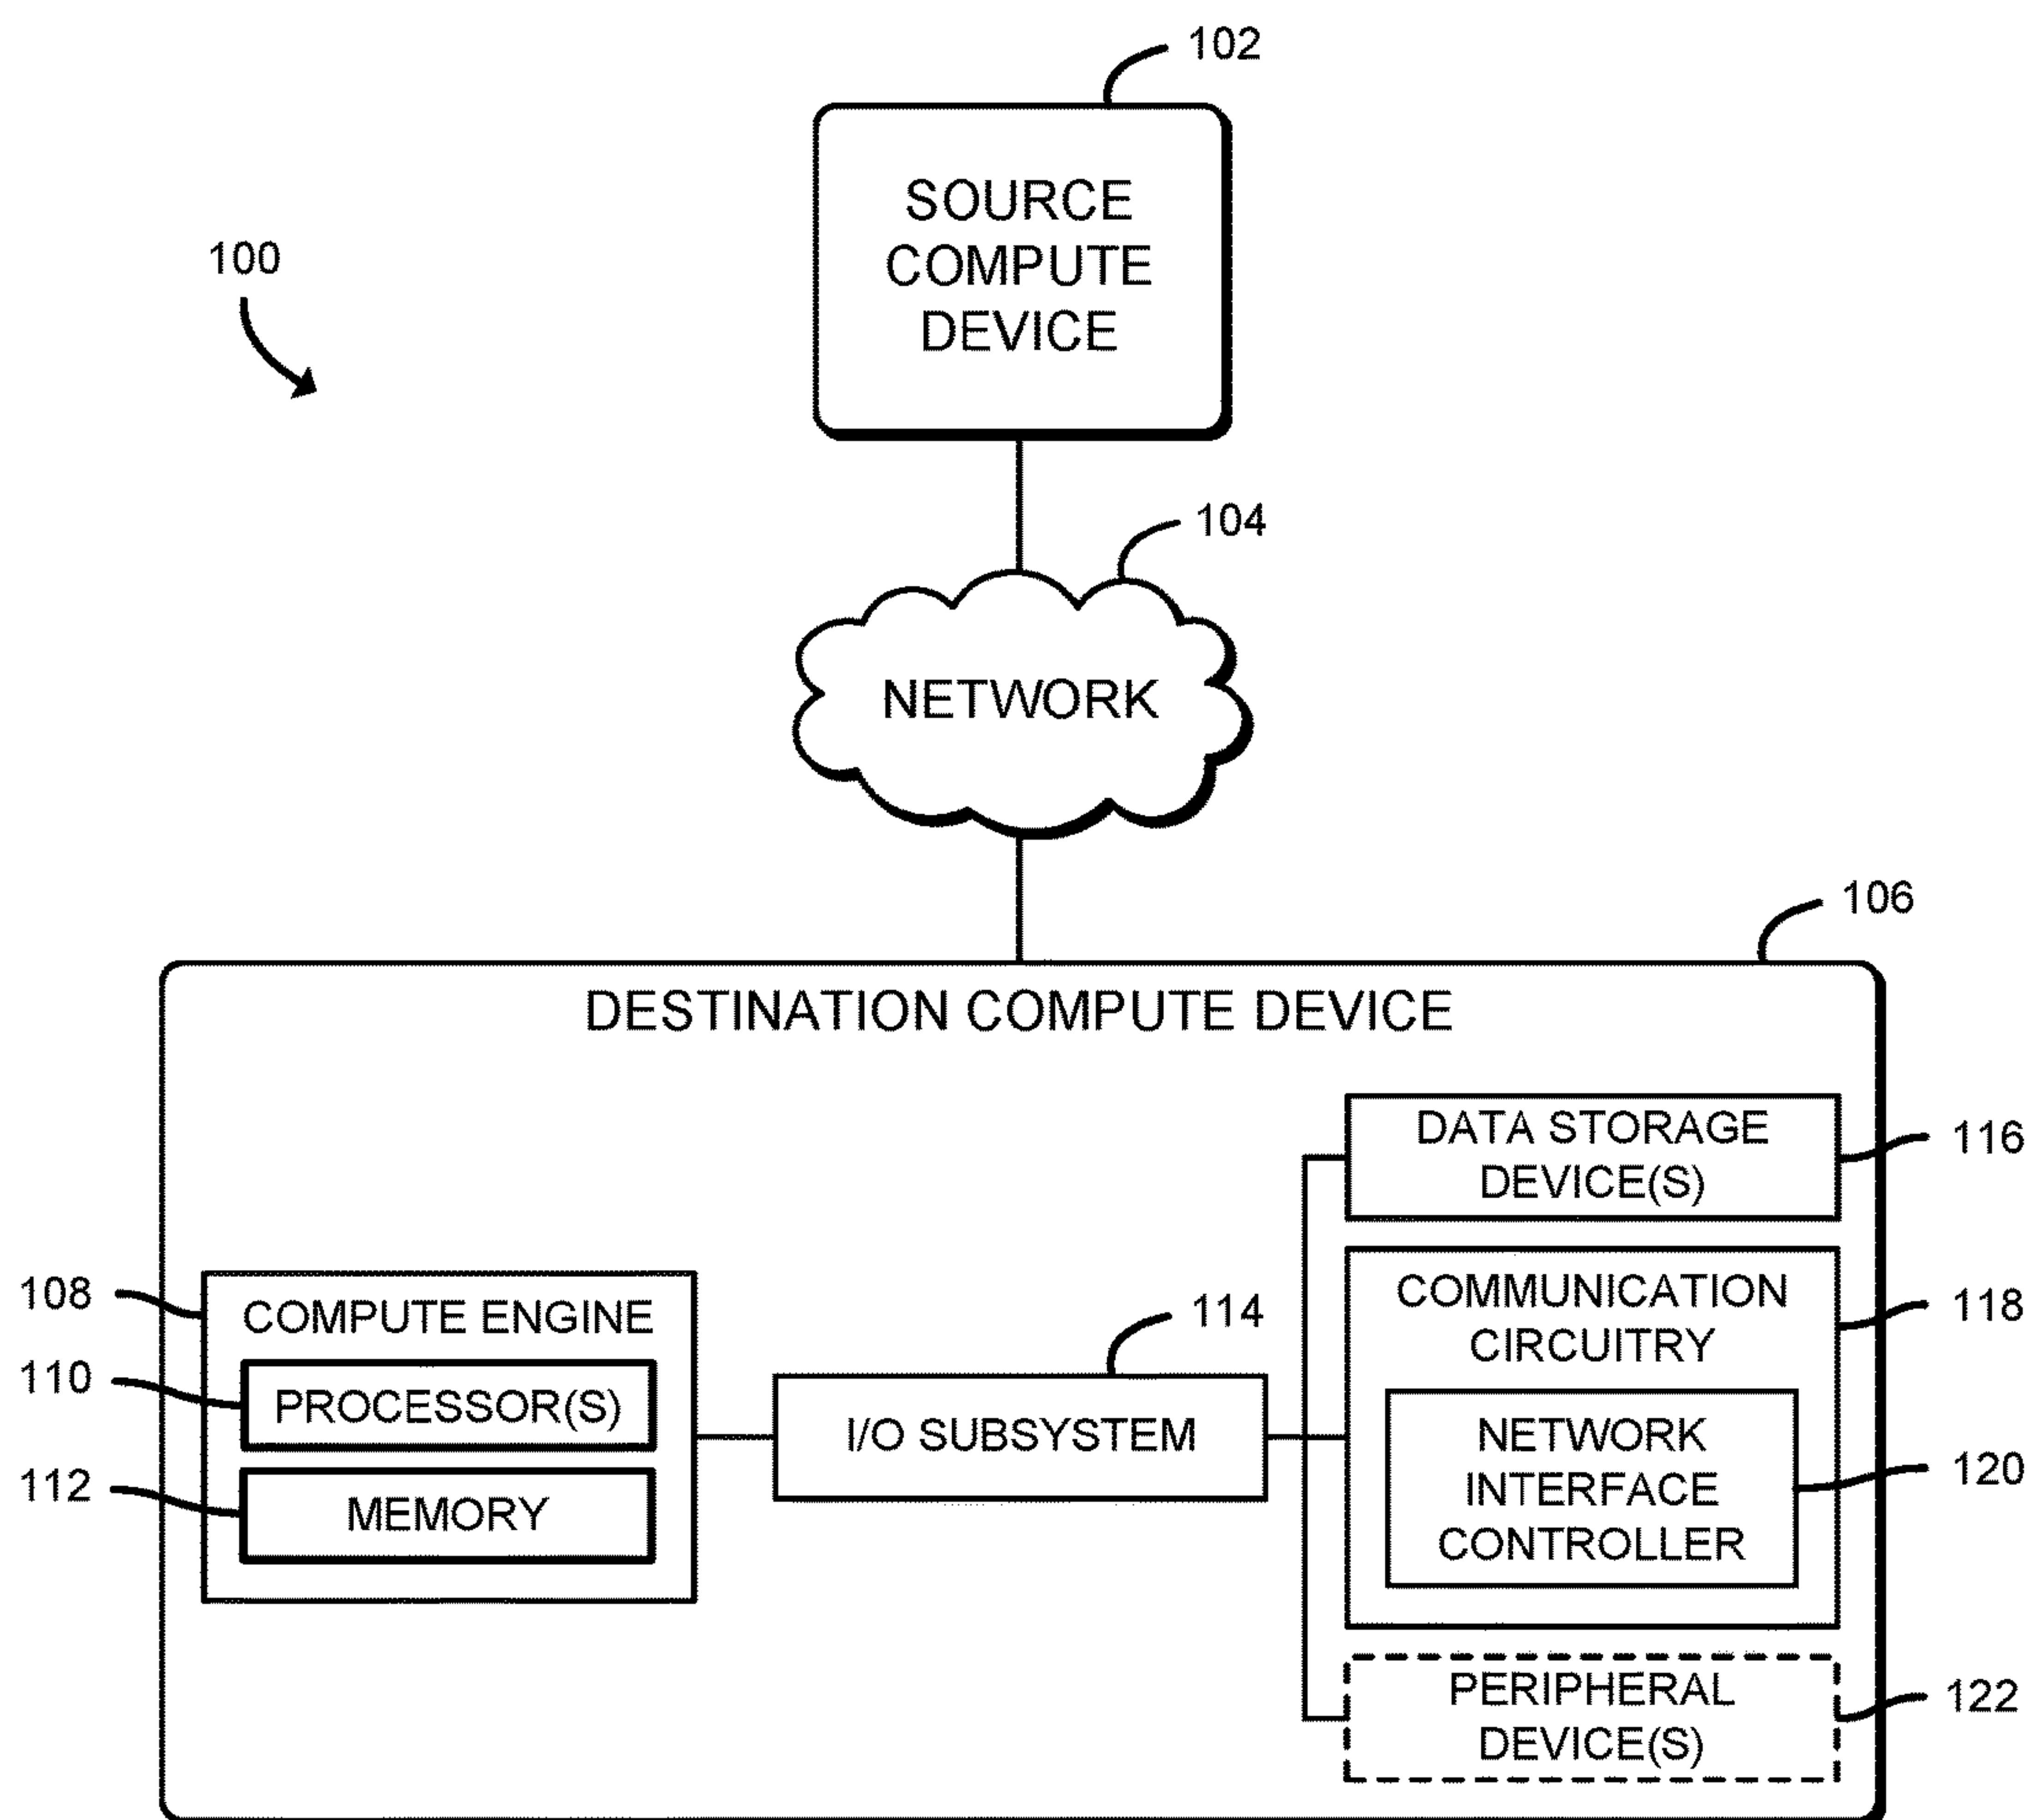 102
SOURCE
COMPUTE
DEVICE
100
104
NETWORK
106
DESTINATION COMPUTE DEVICE
DATA STORAGE
DEVICE(S)
116
108
COMPUTE ENGINE
110
PROCESSOR(S)
112
MEMORY
114
I/O SUBSYSTEM
COMMUNICATION
CIRCUITRY
118
NETWORK
INTERFACE
CONTROLLER
120
PERIPHERAL
DEVICE(S)
122